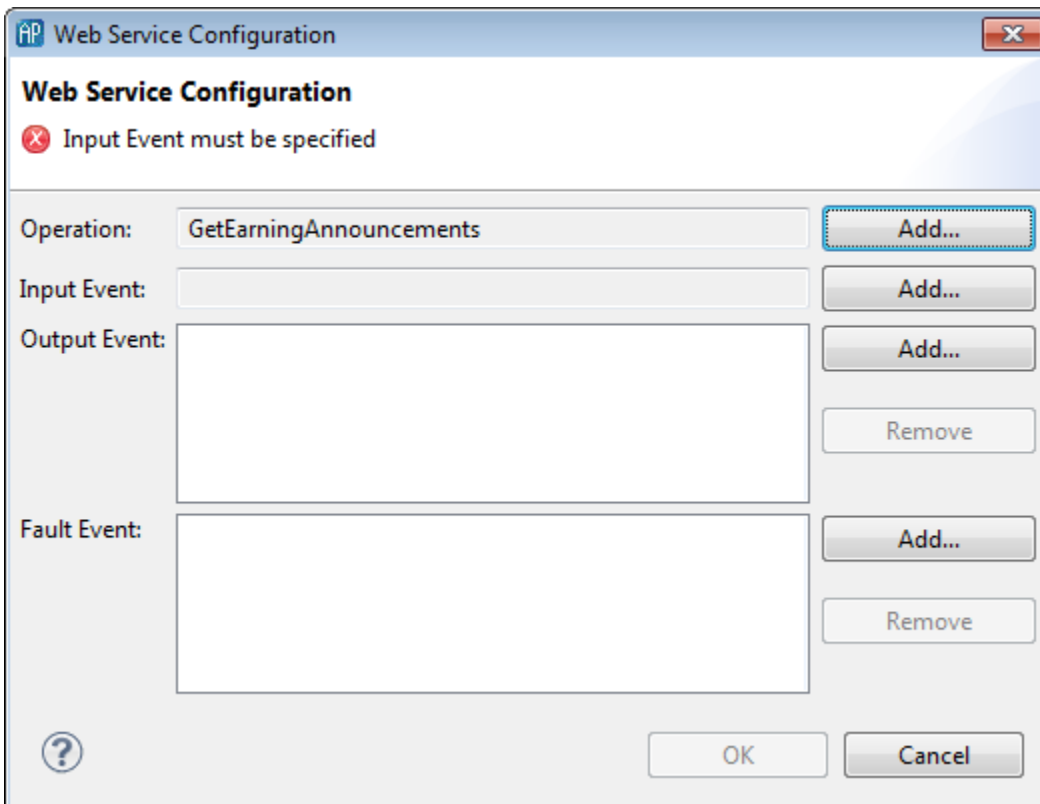 AP Web Service Configuration
Web Service Configuration
Input Event must be specified
Operation: GetEarningAnnouncements Add...
Input Event: Add...
Output Event: Add...
Remove
Fault Event: Add...
Remove
? OK Cancel